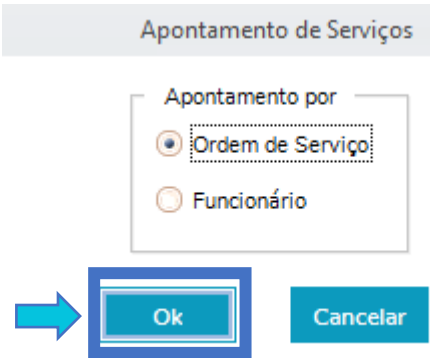 Apontamento de Serviços
Apontamento por
Ordem de Serviço
Funcionário
Ok
Cancelar